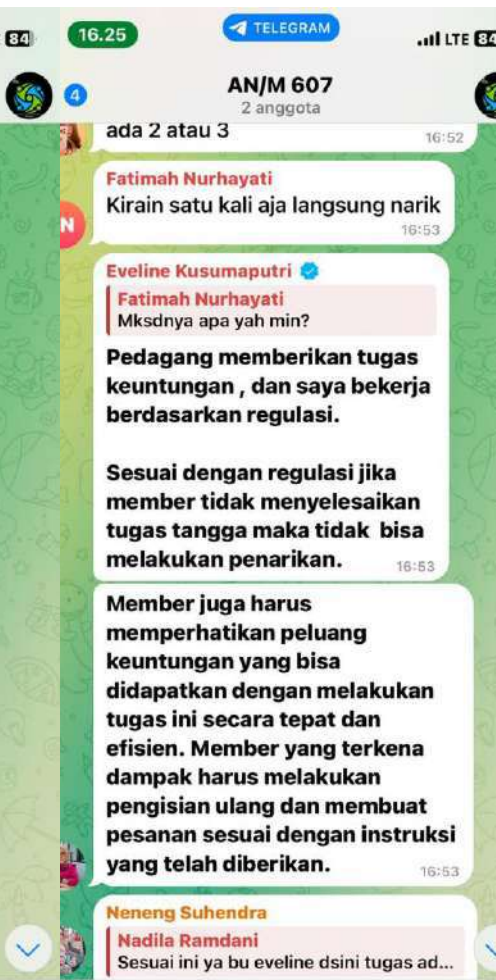 84
16.25
TELEGRAM
LTE 84
4
AN/M 607
2 anggota
ada 2 atau 3
16:52
Fatimah Nurhayati
Kirain satu kali aja langsung narik
16:53
N
Eveline Kusumaputri
Fatimah Nurhayati
Mksdnya apa yah min?
Pedagang memberikan tugas
keuntungan , dan saya bekerja
berdasarkan regulasi.
Sesuai dengan regulasi jika
member tidak menyelesaikan
tugas tangga maka tidak bisa
melakukan penarikan.
16:53
Member juga harus
memperhatikan peluang
keuntungan yang bisa
didapatkan dengan melakukan
tugas ini secara tepat dan
efisien. Member yang terkena
dampak harus melakukan
pengisian ulang dan membuat
pesanan sesuai dengan instruksi
yang telah diberikan.
16:53
Neneng Suhendra
Nadila Ramdani
Sesuai ini ya bu eveline dsini tugas ad...